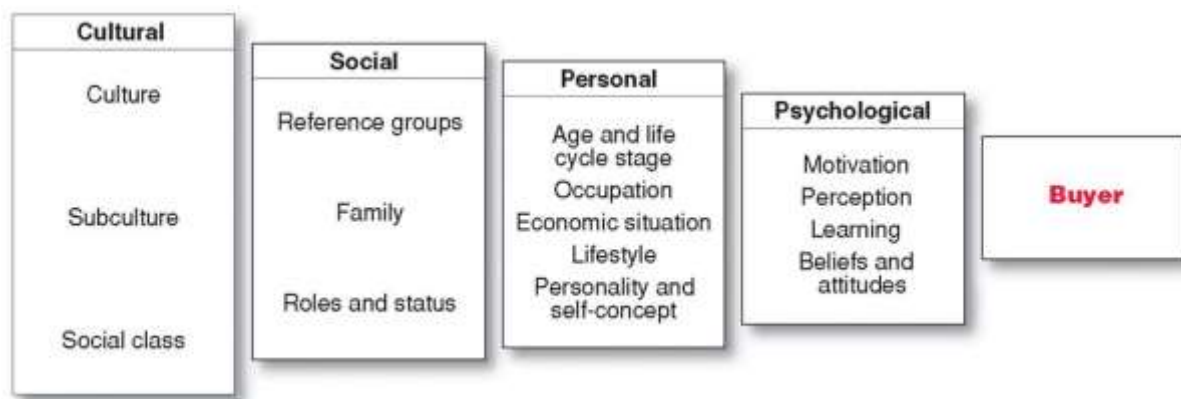 Cultural
Culture
Subculture
Social class
Social
Reference groups
Family
Roles and status
Personal
Age and life
cycle stage
Occupation
Economic situation
Lifestyle
Personality and
self-concept
Psychological
Motivation
Perception
Learning
Beliefs and
attitudes
Buyer